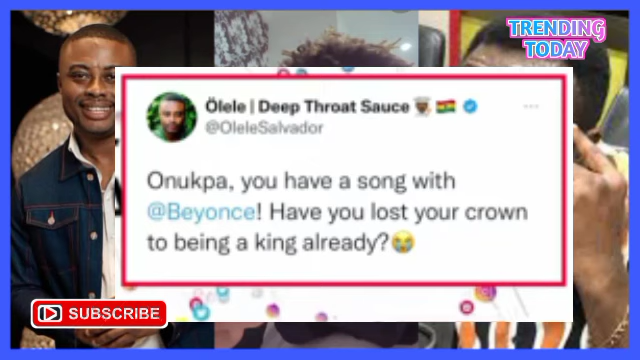 TRENDING
TODAY
Ölele | Deep Throat Sauce
@OleleSalvador
Onukpa, you have a song with
@Beyonce! Have you lost your crown
to being a king already?😭
SUBSCRIBE